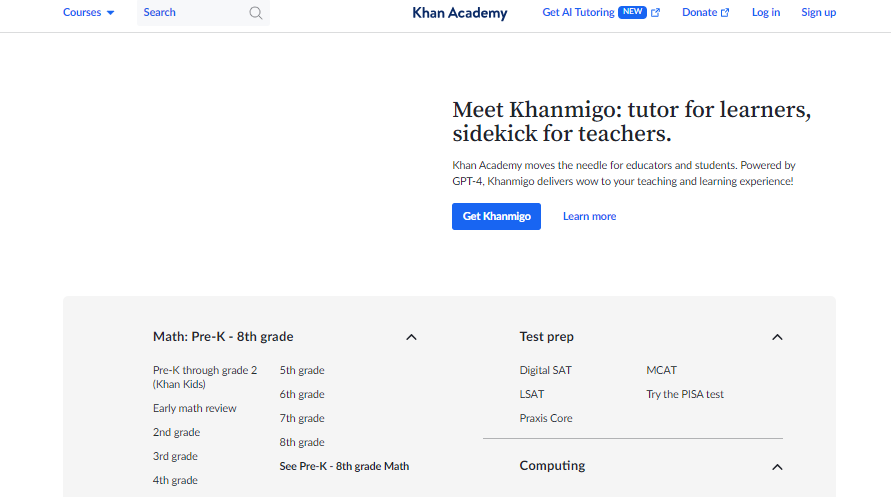 Courses
Search
Khan Academy
Get AI Tutoring NEW
Donate
Log in
Sign up
Meet Khanmigo: tutor for learners,
sidekick for teachers.
Khan Academy moves the needle for educators and students. Powered by
GPT-4, Khanmigo delivers wow to your teaching and learning experience!
Get Khanmigo
Learn more
Math: Pre-K - 8th grade
Pre-K through grade 2
(Khan Kids)
Early math review
2nd grade
3rd grade
4th grade
5th grade
6th grade
7th grade
8th grade
See Pre-K - 8th grade Math
Test prep
Digital SAT
LSAT
Praxis Core
MCAT
Try the PISA test
Computing